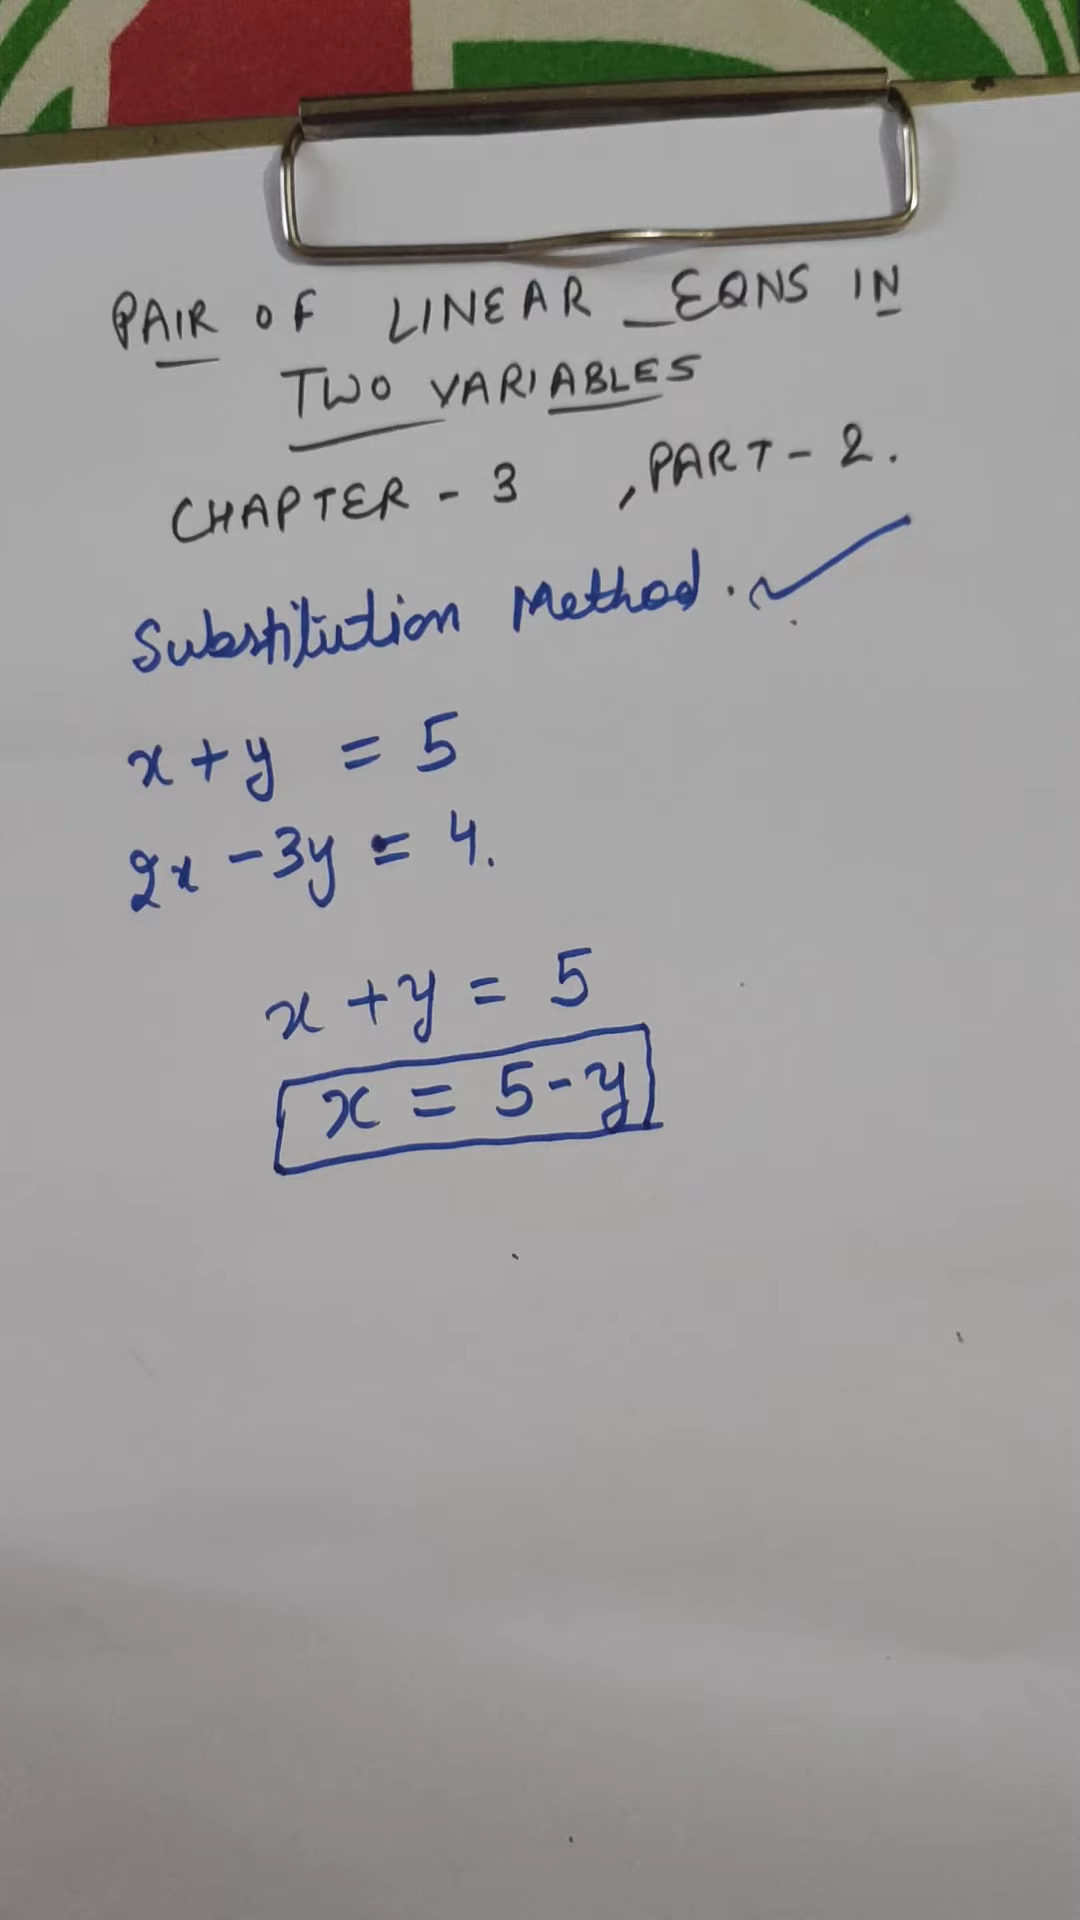 PAIR OF LINEAR EQNS IN
TWO VARIABLES
CHAPTER - 3 , PART - 2.
Substitution Method.
x + y = 5
2x - 3y = 4.
x + y = 5
x = 5 - y